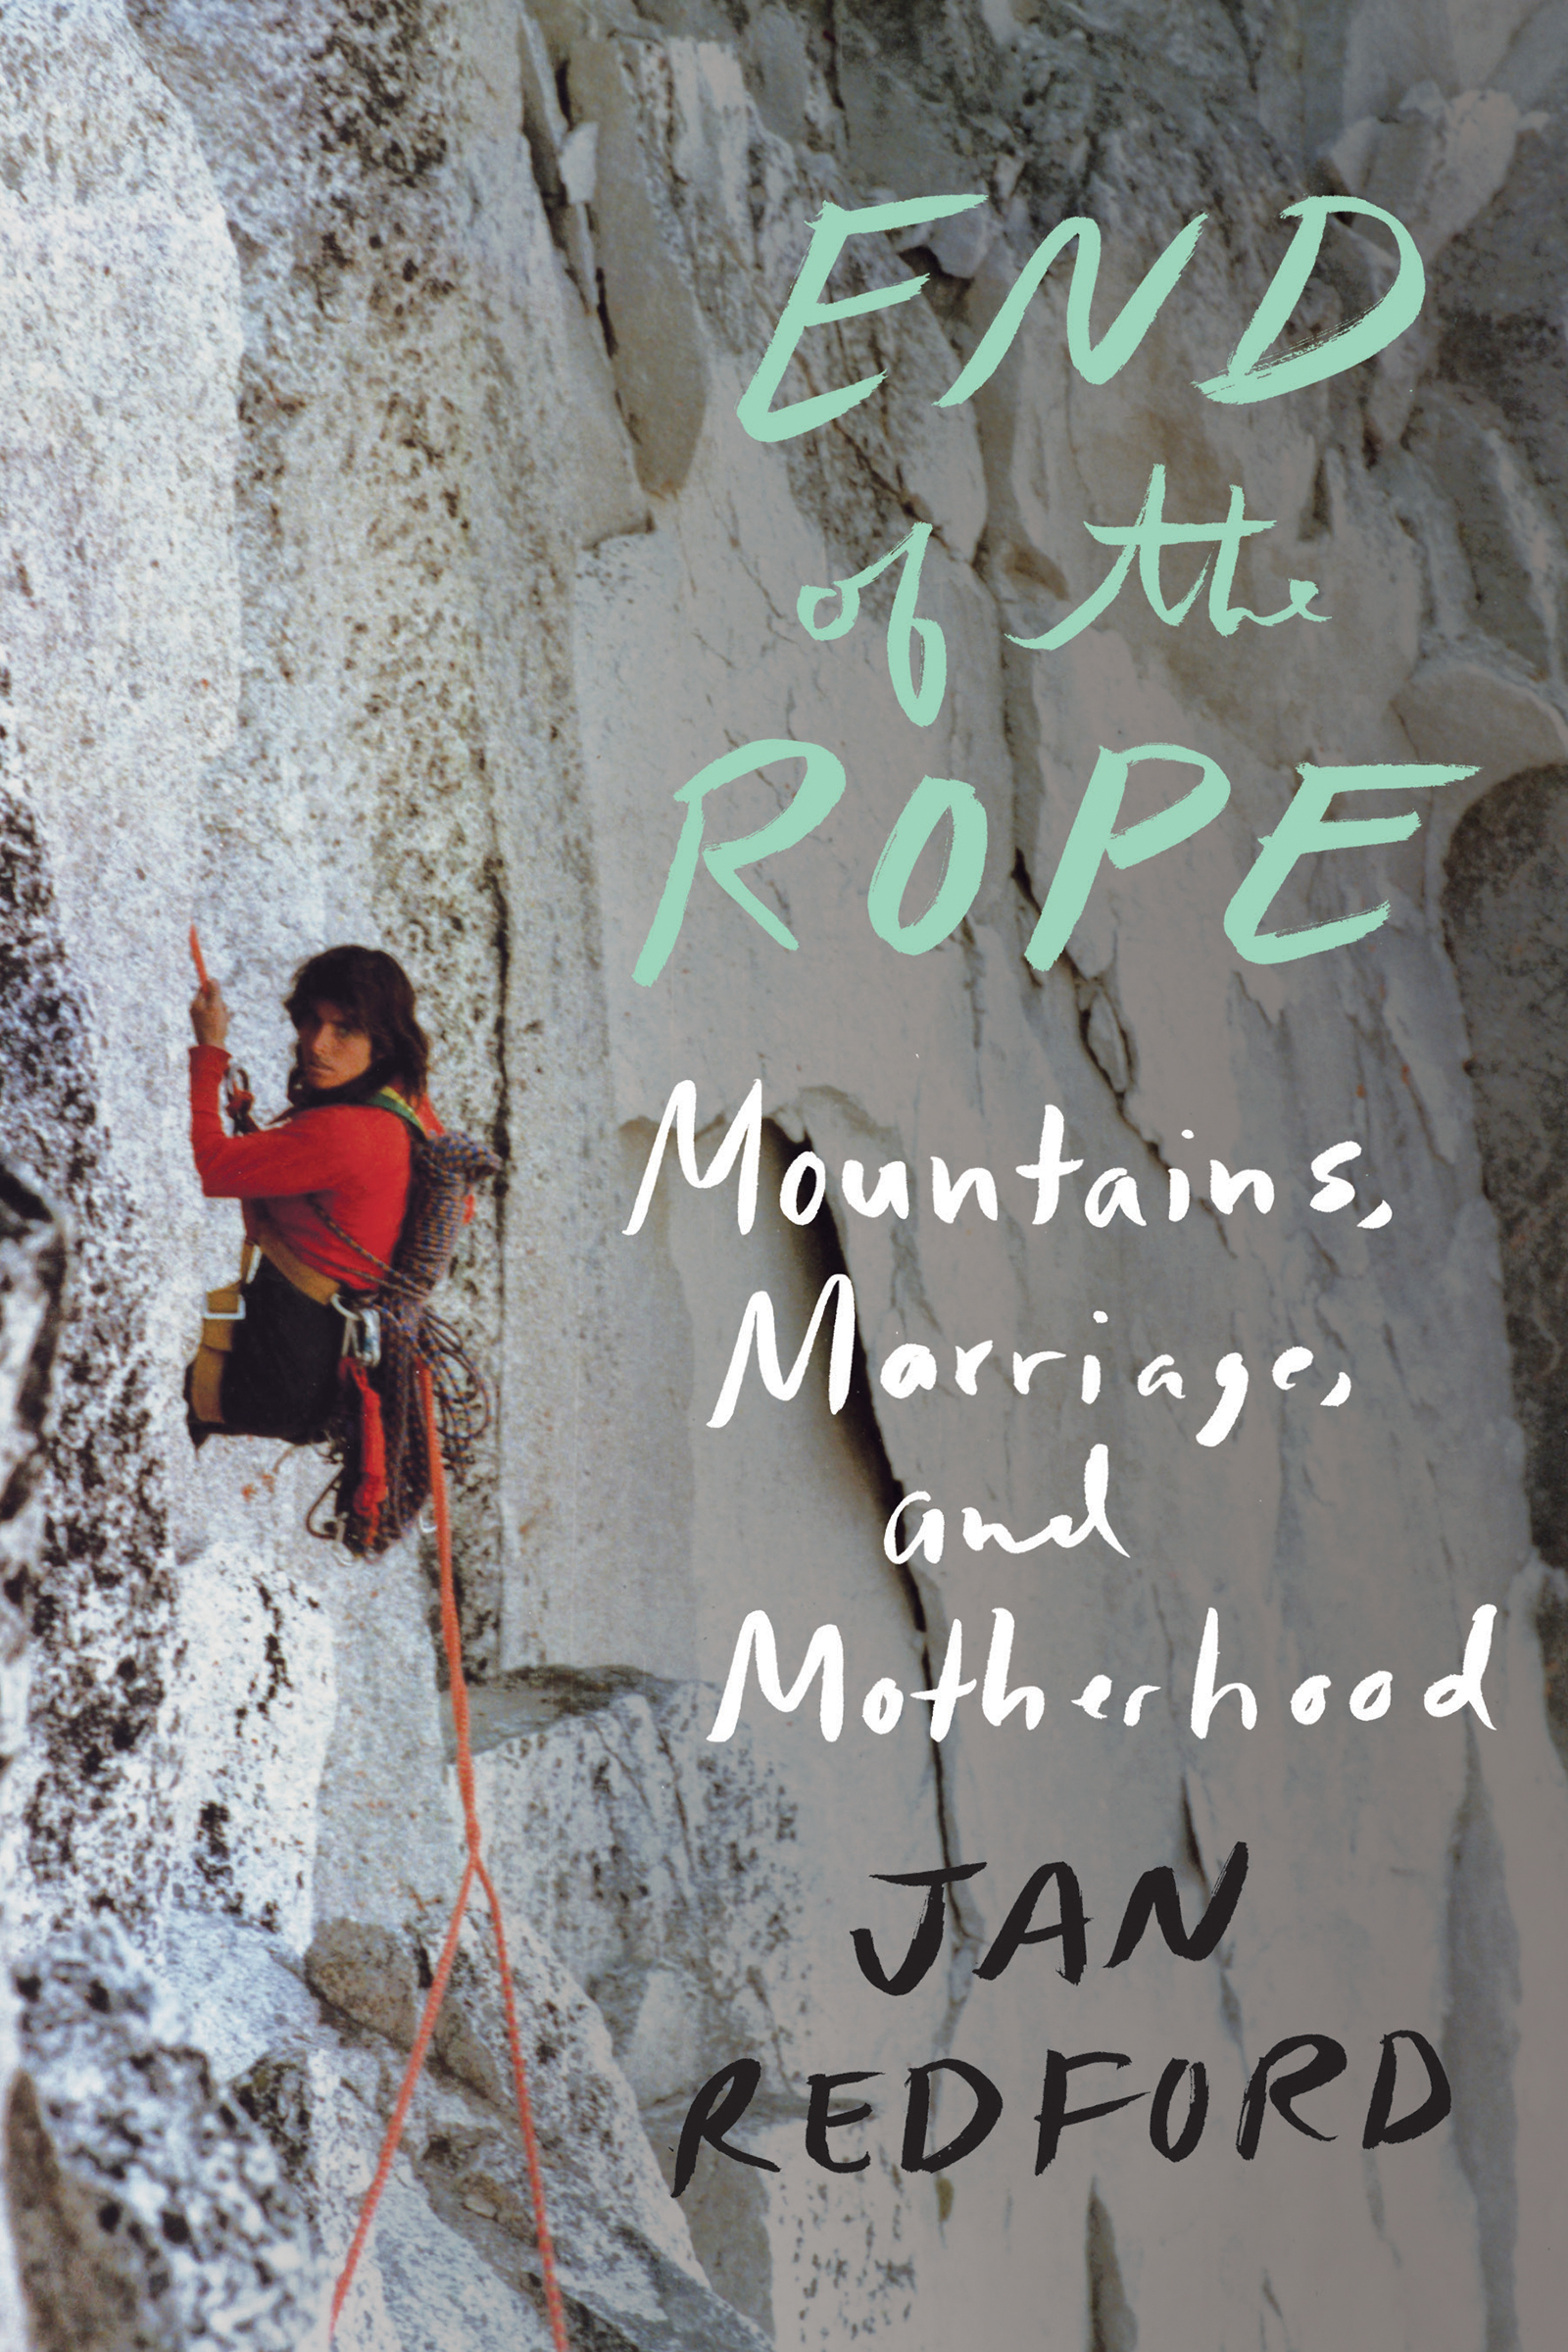 END
of the
ROPE
Mountains,
Marriage,
and
Motherhood
JAN
REDFORD